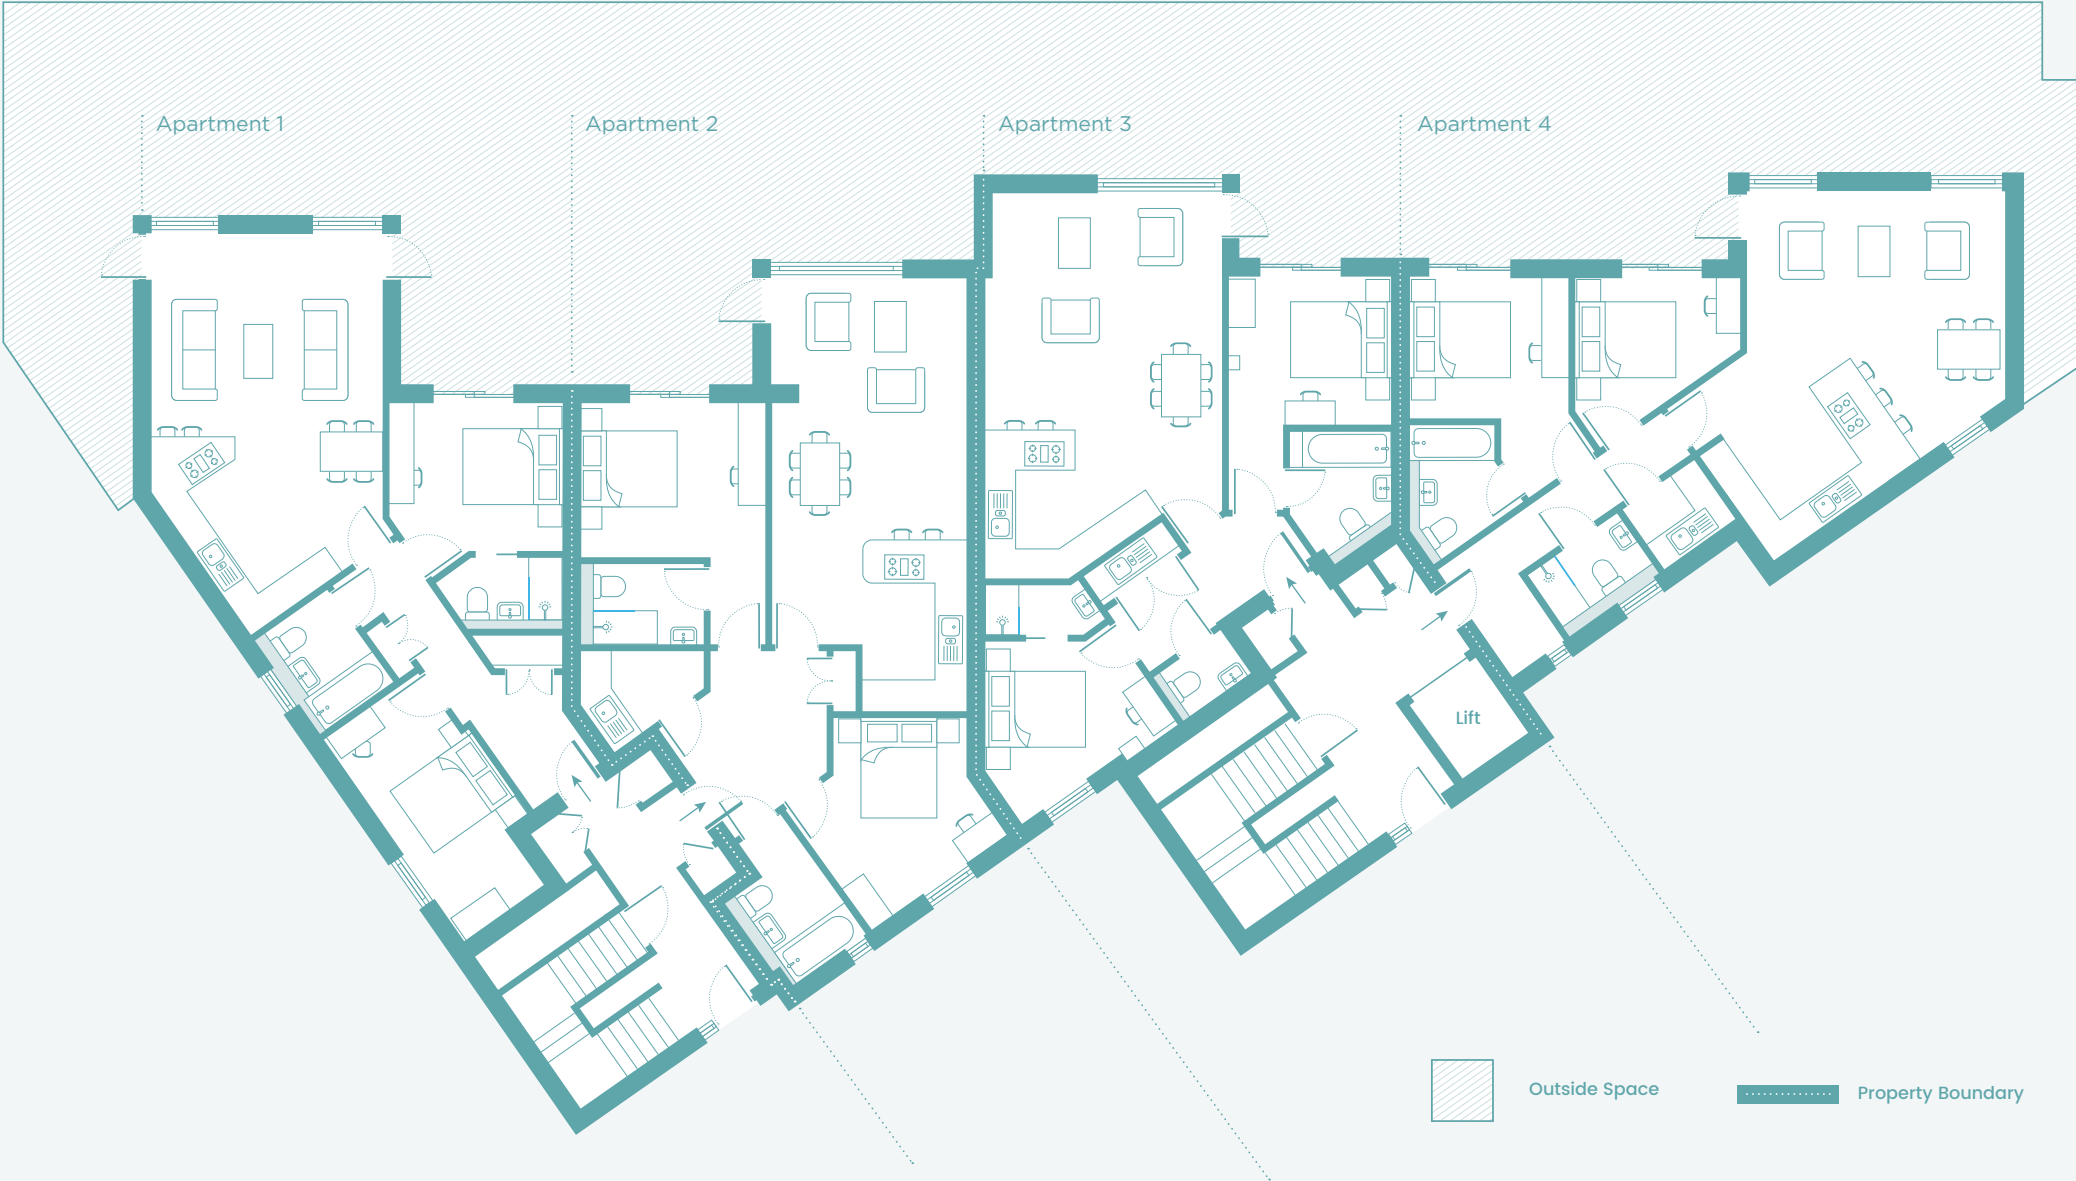 Apartment 1
Apartment 2
Apartment 3
Apartment 4
Lift
Outside Space
Property Boundary